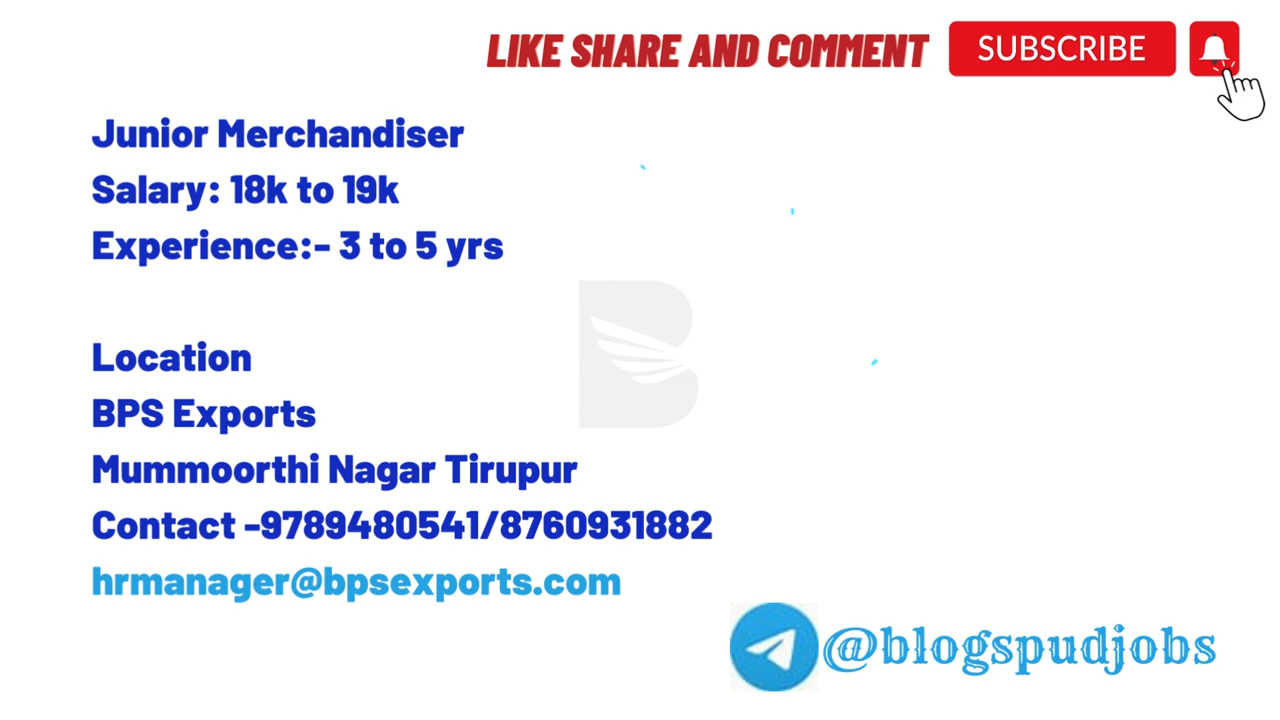 LIKE SHARE AND COMMENT SUBSCRIBE
Junior Merchandiser
Salary: 18k to 19k
Experience:- 3 to 5 yrs
Location
BPS Exports
Mummoorthi Nagar Tirupur
Contact -9789480541/8760931882
hrmanager@bpsexports.com
@blogspudjobs